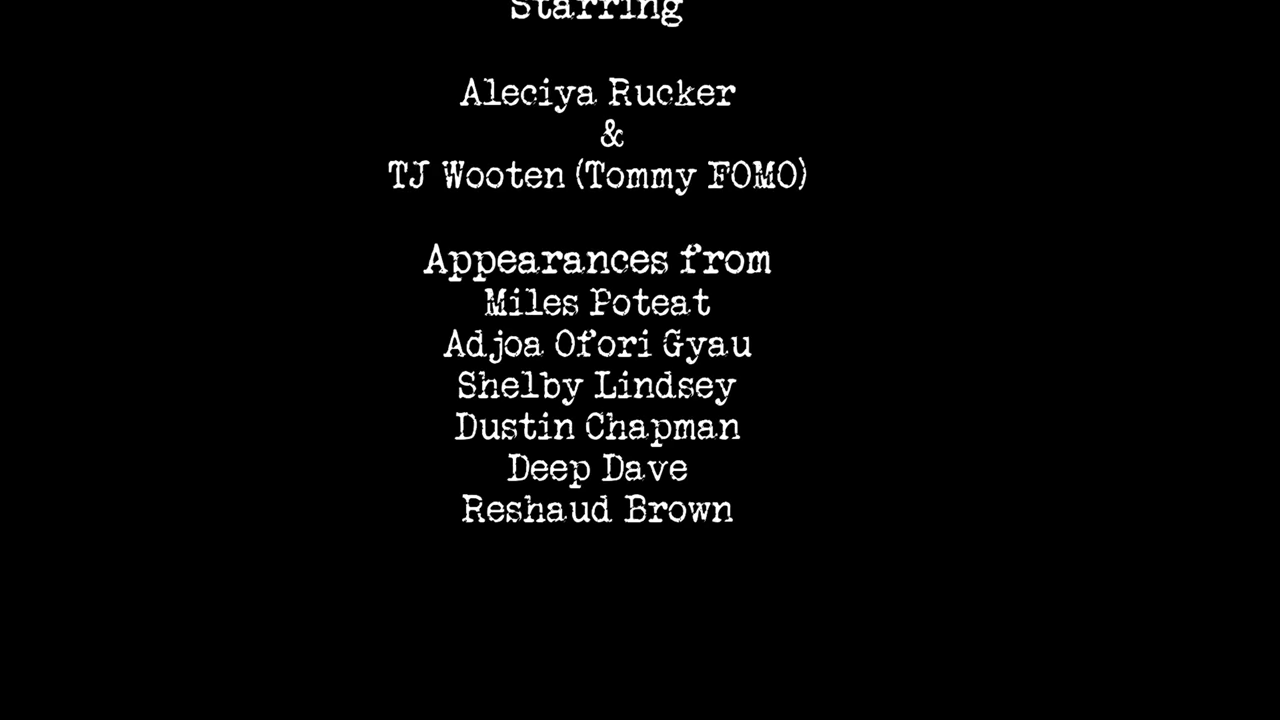 Starring
Aleciya Rucker
&
TJ Wooten (Tommy FOMO)
Appearances from
Miles Poteat
Adjoa Ofori Gyau
Shelby Lindsey
Dustin Chapman
Deep Dave
Reshaud Brown